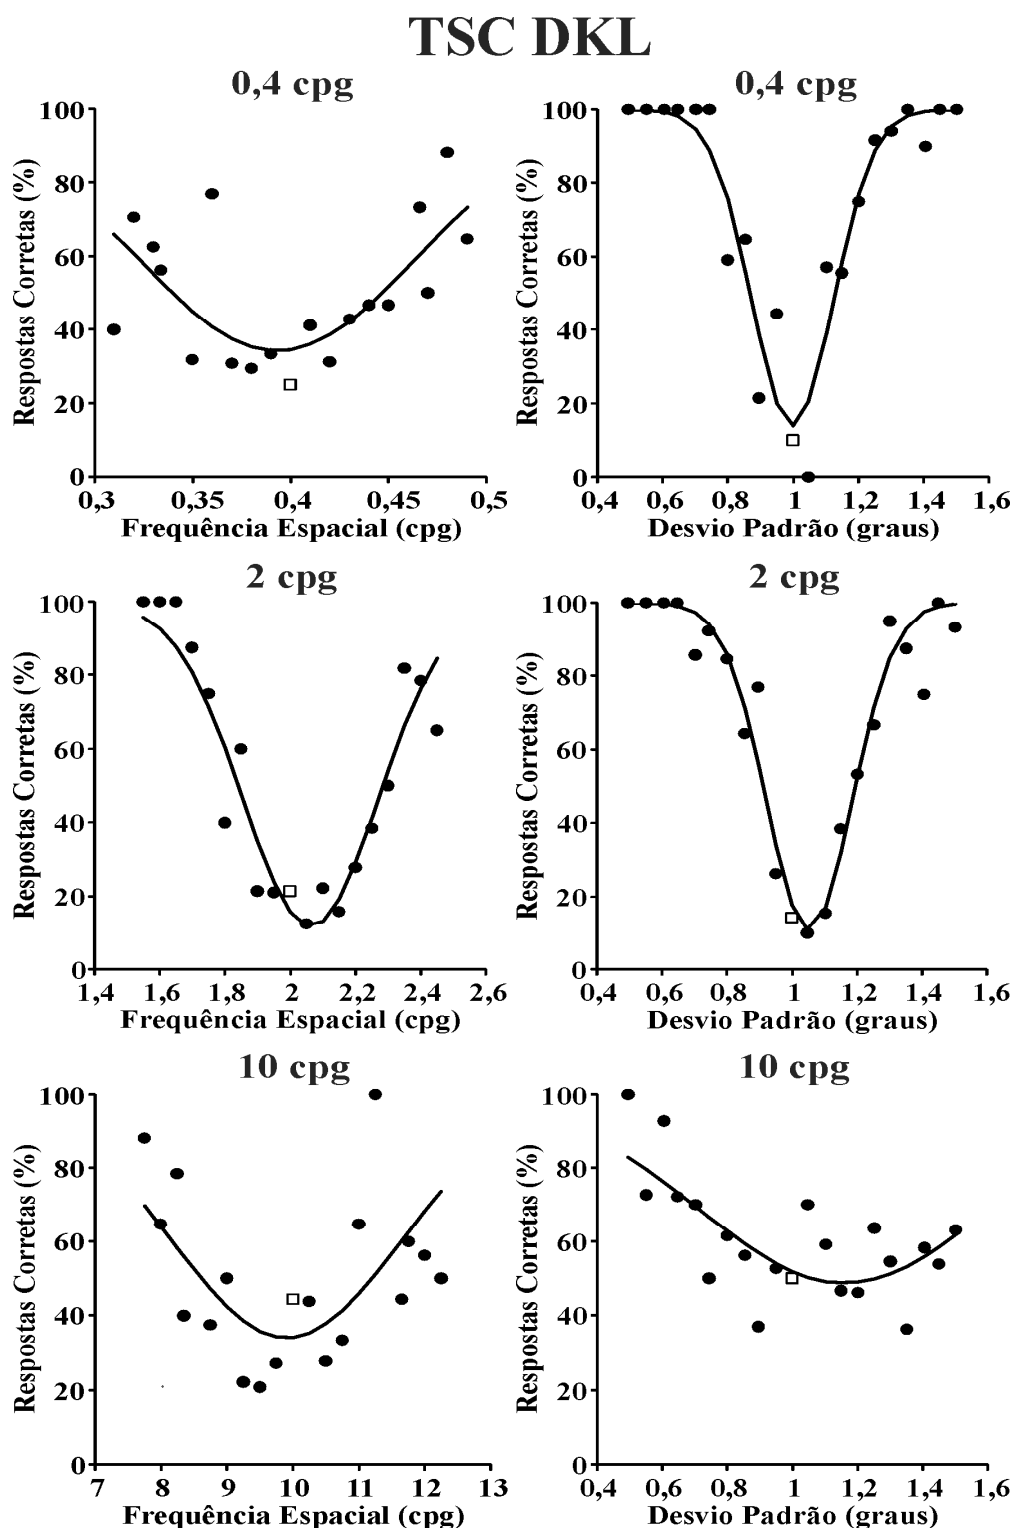 TSC DKL
0,4 cpg
100
80
60
40
20
0
Respostas Corretas (%)
0,3 0,35 0,4 0,45 0,5
Frequência Espacial (cpg)
0,4 cpg
100
80
60
40
20
0
Respostas Corretas (%)
0,4 0,6 0,8 1 1,2 1,4 1,6
Desvio Padrão (graus)
2 cpg
100
80
60
40
20
0
Respostas Corretas (%)
1,4 1,6 1,8 2 2,2 2,4 2,6
Frequência Espacial (cpg)
2 cpg
100
80
60
40
20
0
Respostas Corretas (%)
0,4 0,6 0,8 1 1,2 1,4 1,6
Desvio Padrão (graus)
10 cpg
100
80
60
40
20
0
Respostas Corretas (%)
7 8 9 10 11 12 13
Frequência Espacial (cpg)
10 cpg
100
80
60
40
20
0
Respostas Corretas (%)
0,4 0,6 0,8 1 1,2 1,4 1,6
Desvio Padrão (graus)